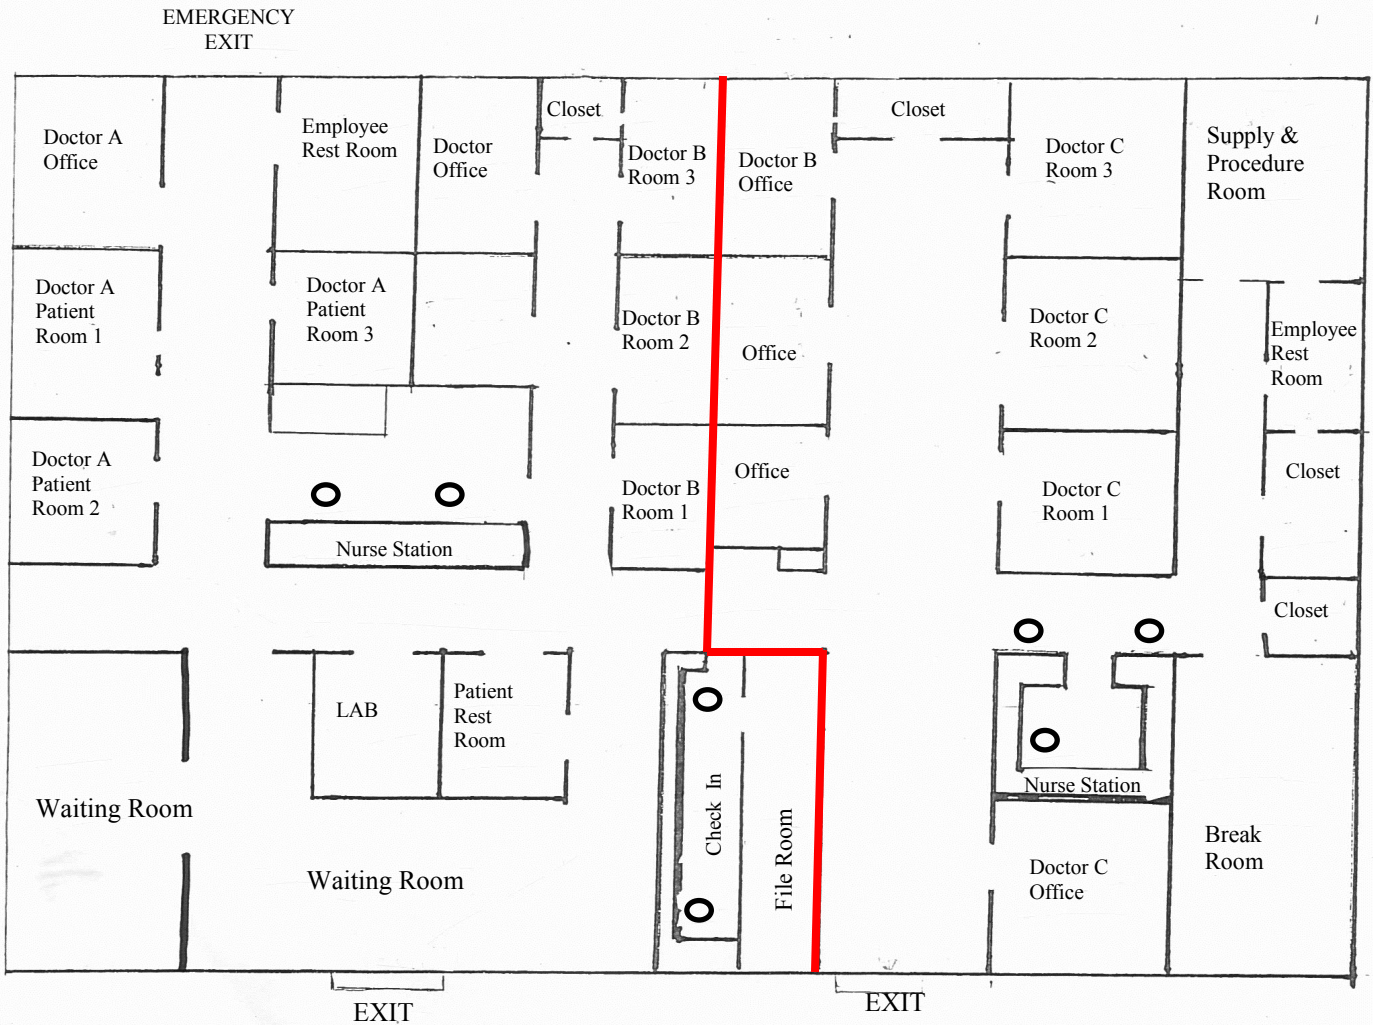 EMERGENCY
EXIT
Doctor A
Office
Employee
Rest Room
Doctor
Office
Closet
Doctor B
Room 3
Doctor B
Office
Closet
Doctor C
Room 3
Supply &
Procedure
Room
Doctor A
Patient
Room 1
Doctor A
Patient
Room 3
Doctor B
Room 2
Office
Doctor C
Room 2
Employee
Rest
Room
Doctor A
Patient
Room 2
Nurse Station
Doctor B
Room 1
Office
Doctor C
Room 1
Closet
Closet
Waiting Room
LAB
Patient
Rest
Room
Waiting Room
Check In
File Room
Nurse Station
Doctor C
Office
Break
Room
EXIT
EXIT